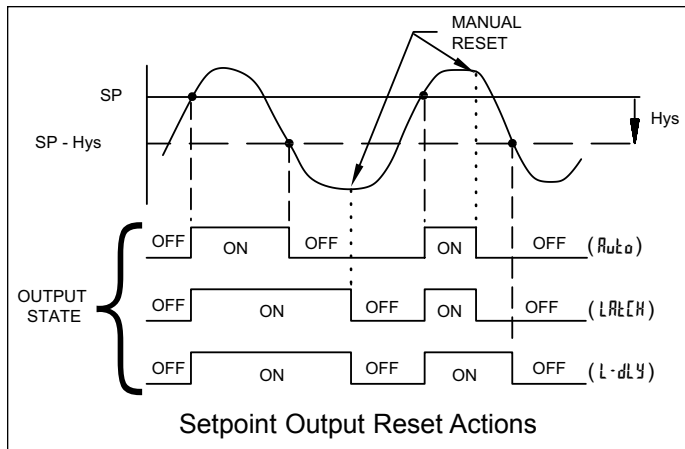 MANUAL
RESET
SP
Hys
SP - Hys
OFF ON OFF ON OFF (Auto)
OUTPUT
STATE
OFF ON OFF ON OFF (LAtCH)
OFF ON OFF ON OFF (L-dLY)
Setpoint Output Reset Actions